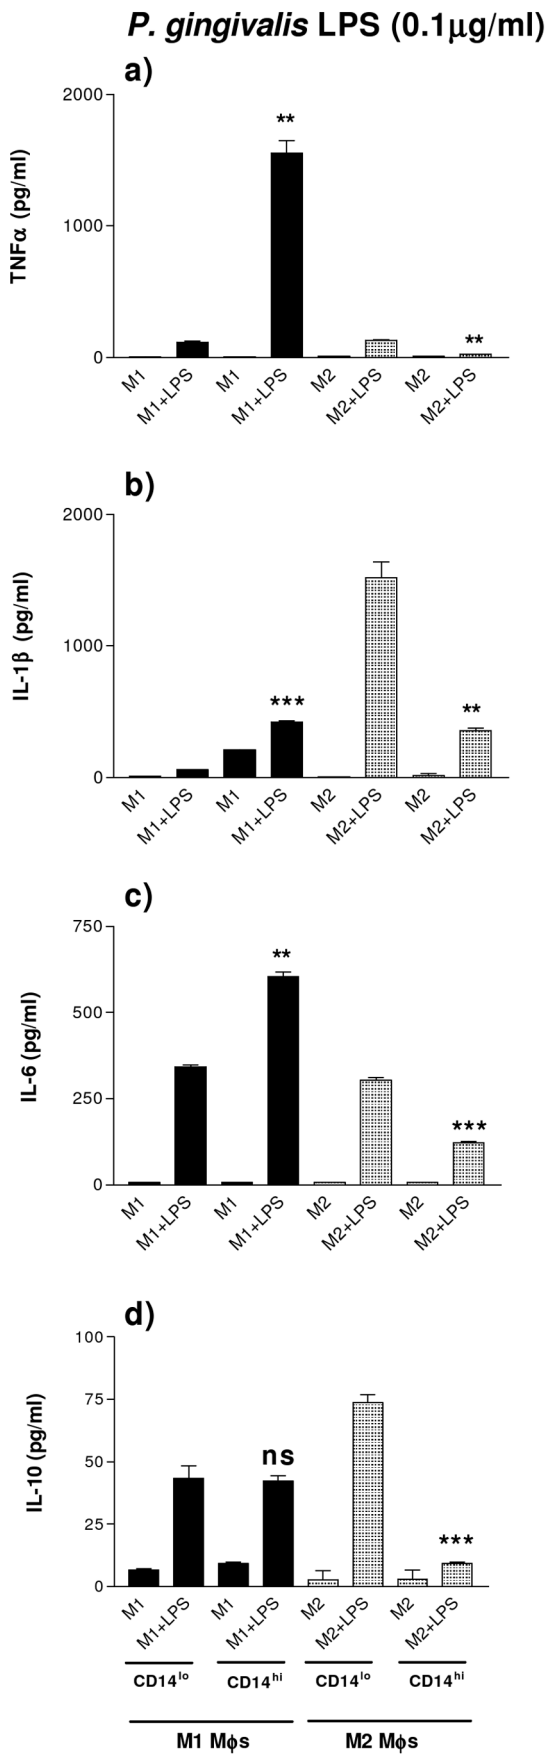 P. gingivalis LPS (0.1µg/ml)
a)
TNFα (pg/ml)
2000
1000
0
**
**
M1
M1+LPS
M1
M1+LPS
M2
M2+LPS
M2
M2+LPS
b)
IL-1β (pg/ml)
2000
1000
0
***
**
M1
M1+LPS
M1
M1+LPS
M2
M2+LPS
M2
M2+LPS
c)
IL-6 (pg/ml)
750
500
250
0
**
***
M1
M1+LPS
M1
M1+LPS
M2
M2+LPS
M2
M2+LPS
d)
IL-10 (pg/ml)
100
75
50
25
0
ns
***
M1
M1+LPS
M1
M1+LPS
M2
M2+LPS
M2
M2+LPS
CD14lo
CD14hi
CD14lo
CD14hi
M1 Mϕs
M2 Mϕs